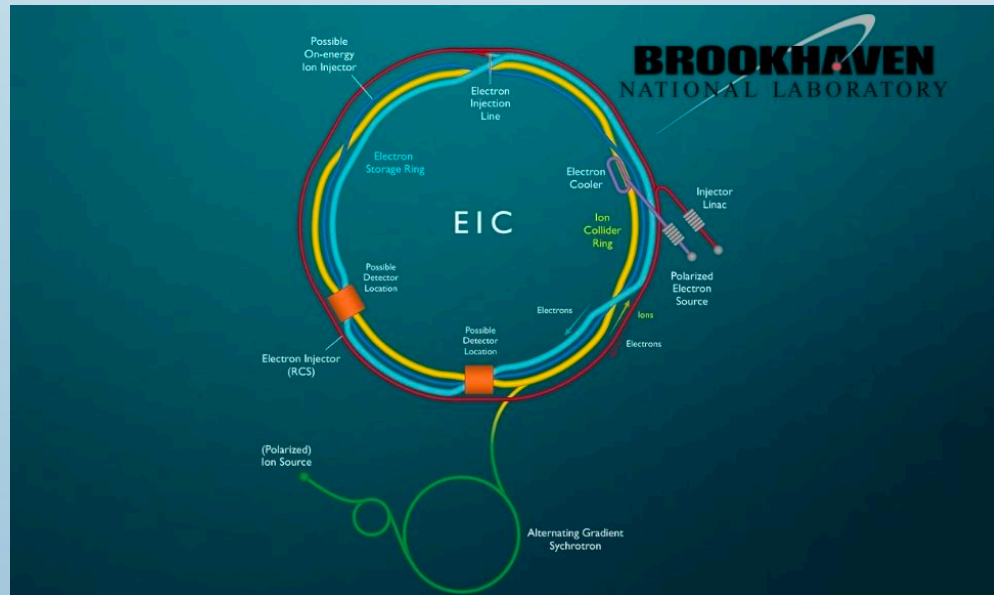 BROOKHAVEN
NATIONAL LABORATORY
Possible
On-energy
Ion Injector
Electron
Injection
Line
Electron
Storage Ring
Electron
Cooler
Injector
Linac
EIC
Ion
Collider
Ring
Polarized
Electron
Source
Possible
Detector
Location
Electrons
Ions
Electrons
Possible
Detector
Location
Electron Injector
(RCS)
(Polarized)
Ion Source
Alternating Gradient
Sychrotron